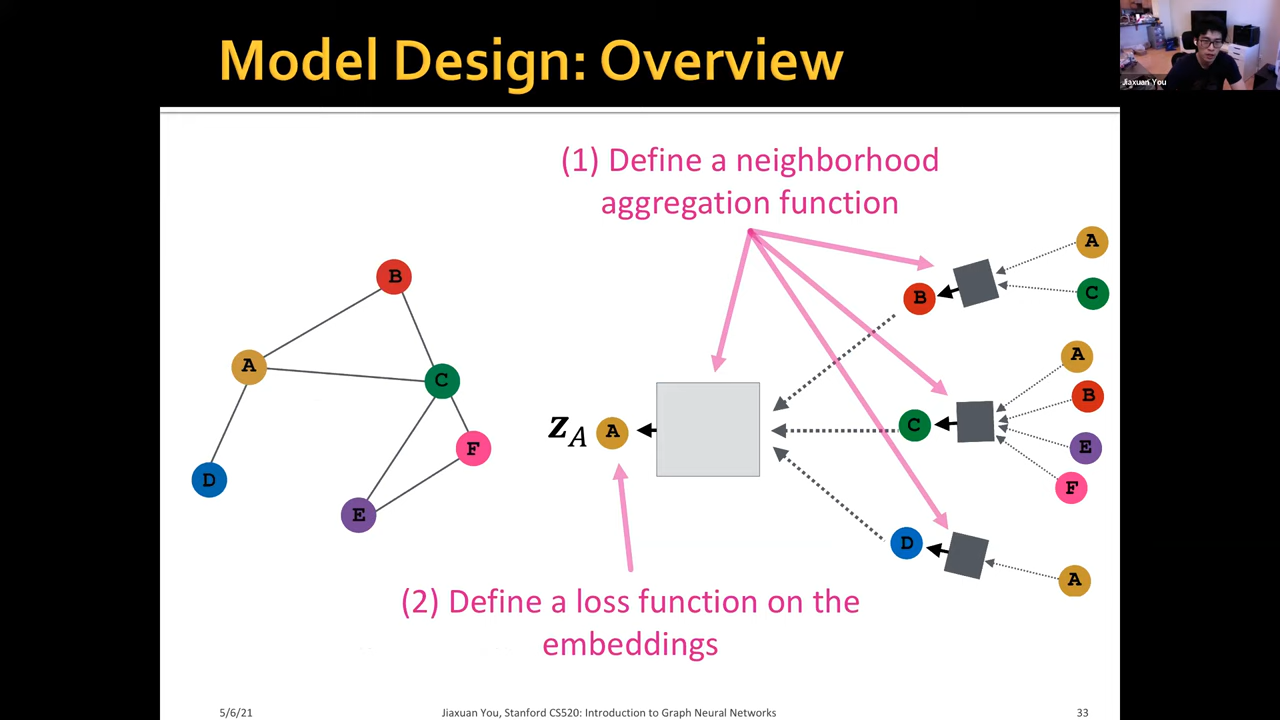 Model Design: Overview
Jiaxuan You
(1) Define a neighborhood
aggregation function
B
A
C
D
F
E
z_A A
B
A
C
C
A
B
E
F
D
A
(2) Define a loss function on the
embeddings
5/6/21
Jiaxuan You, Stanford CS520: Introduction to Graph Neural Networks
33